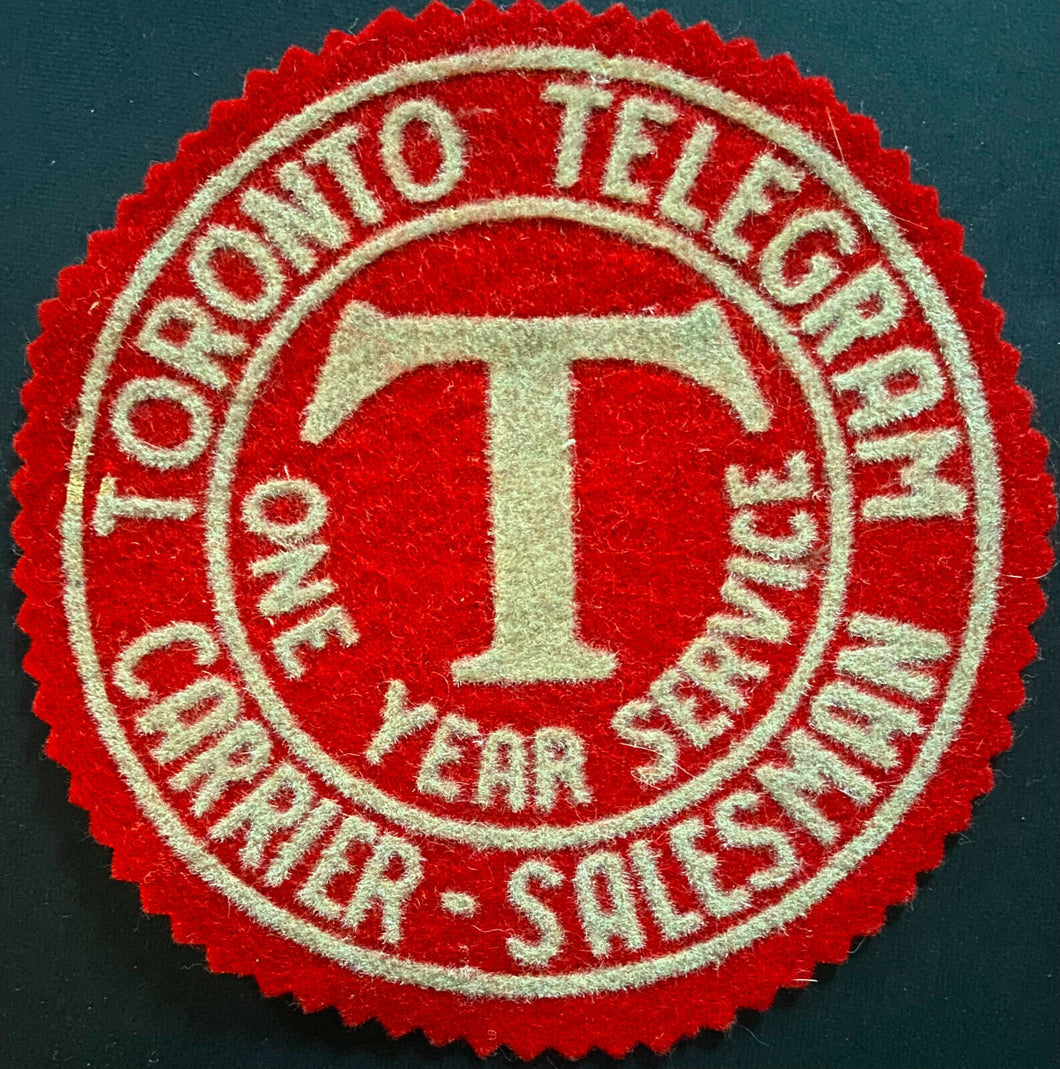 TORONTO TELEGRAM
T
ONE YEAR SERVICE
CARRIER - SALESMAN